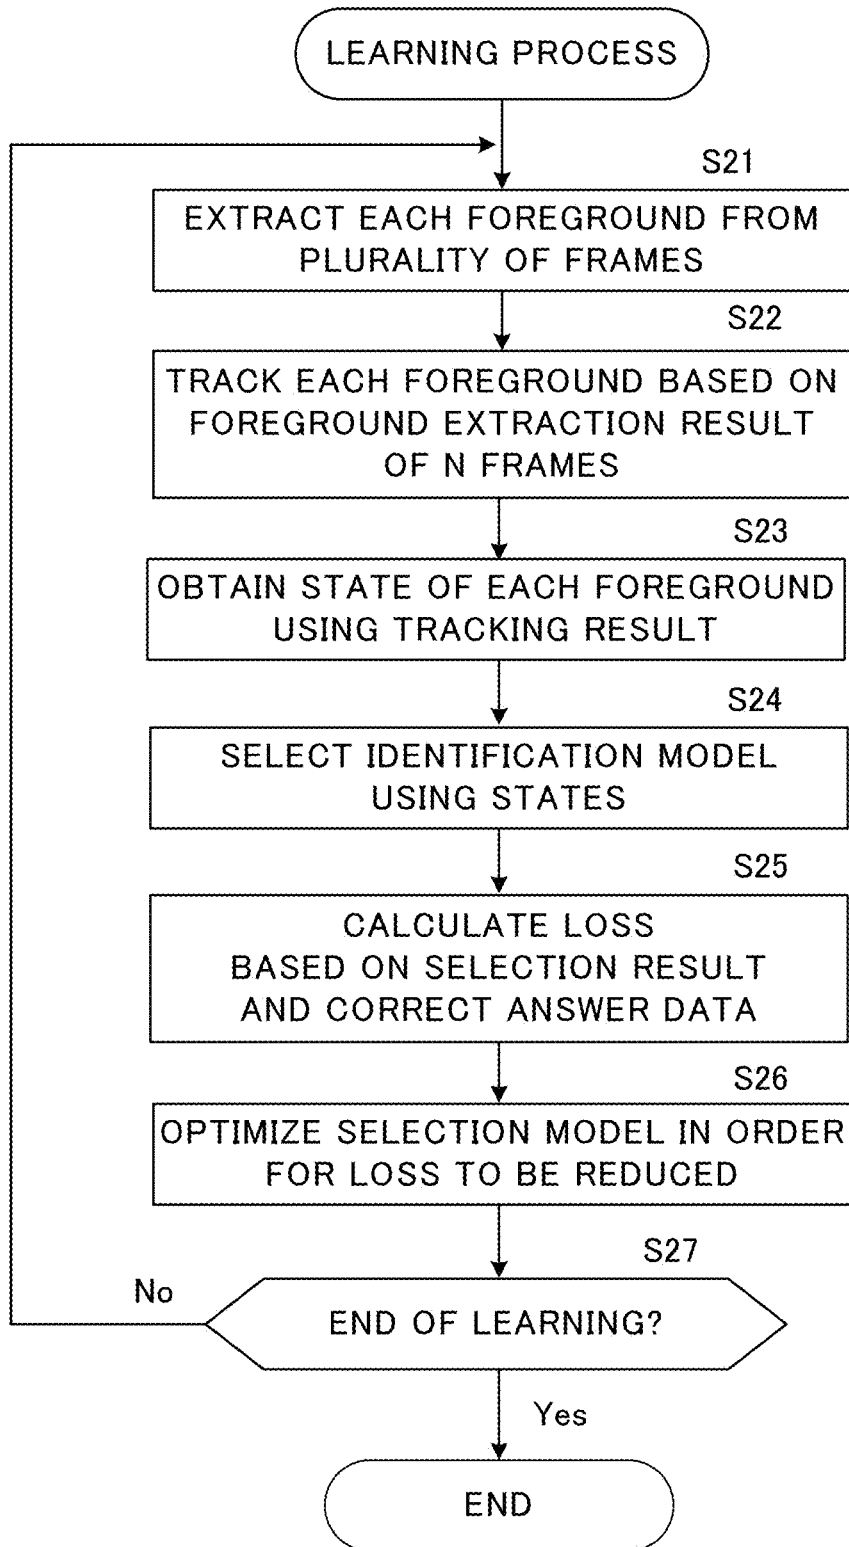 LEARNING PROCESS
S21
EXTRACT EACH FOREGROUND FROM
PLURALITY OF FRAMES
S22
TRACK EACH FOREGROUND BASED ON
FOREGROUND EXTRACTION RESULT
OF N FRAMES
S23
OBTAIN STATE OF EACH FOREGROUND
USING TRACKING RESULT
S24
SELECT IDENTIFICATION MODEL
USING STATES
S25
CALCULATE LOSS
BASED ON SELECTION RESULT
AND CORRECT ANSWER DATA
S26
OPTIMIZE SELECTION MODEL IN ORDER
FOR LOSS TO BE REDUCED
S27
No
END OF LEARNING?
Yes
END